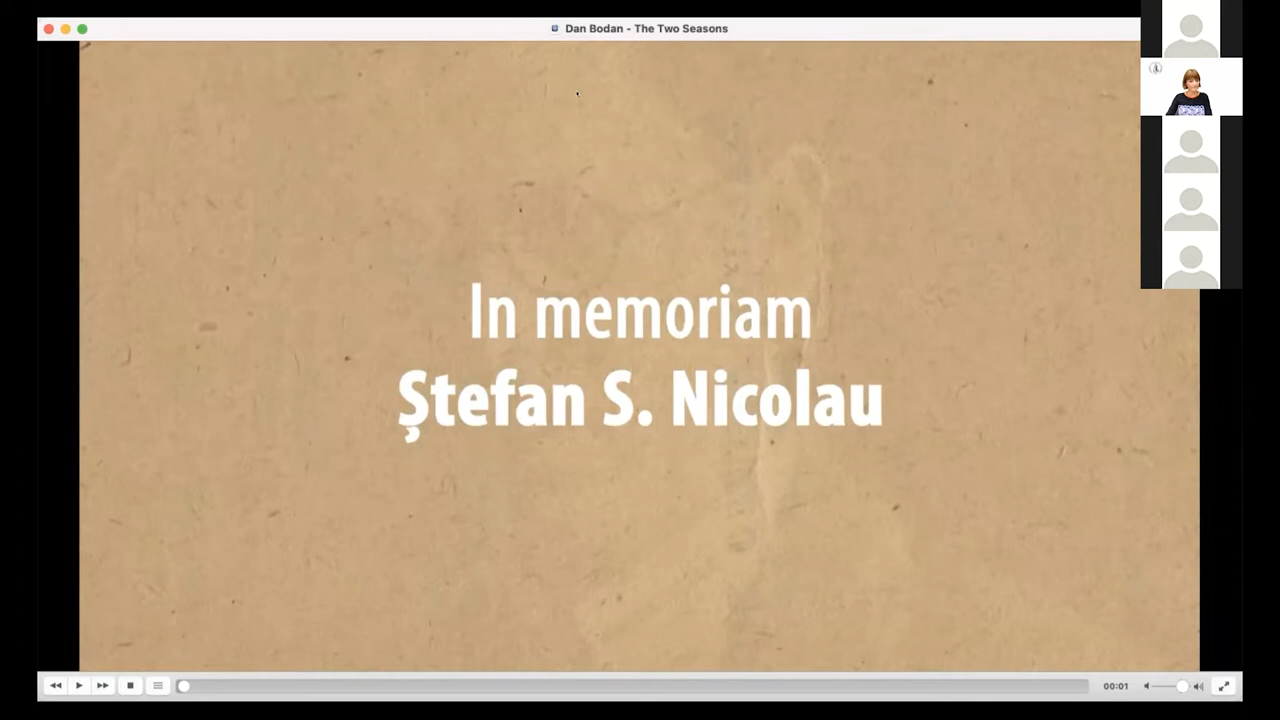 Dan Bodan - The Two Seasons
In memoriam
Ștefan S. Nicolau
00:01